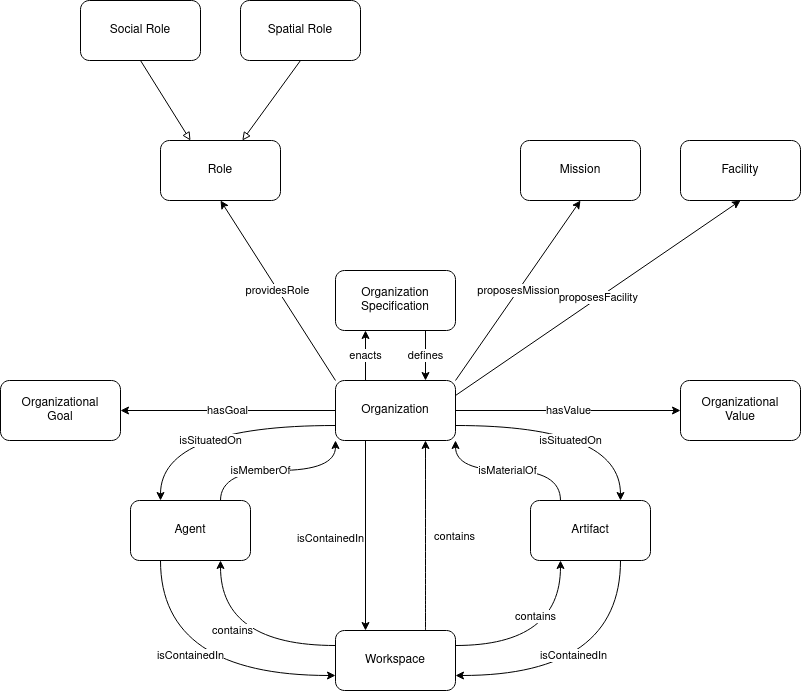 Social Role
Spatial Role
Role
Mission
Facility
providesRole
Organization
Specification
proposesMission
proposesFacility
enacts
defines
Organizational
Goal
hasGoal
Organization
hasValue
Organizational
Value
isSituatedOn
isSituatedOn
isMemberOf
isMaterialOf
Agent
isContainedIn
contains
Artifact
contains
contains
isContainedIn
isContainedIn
Workspace